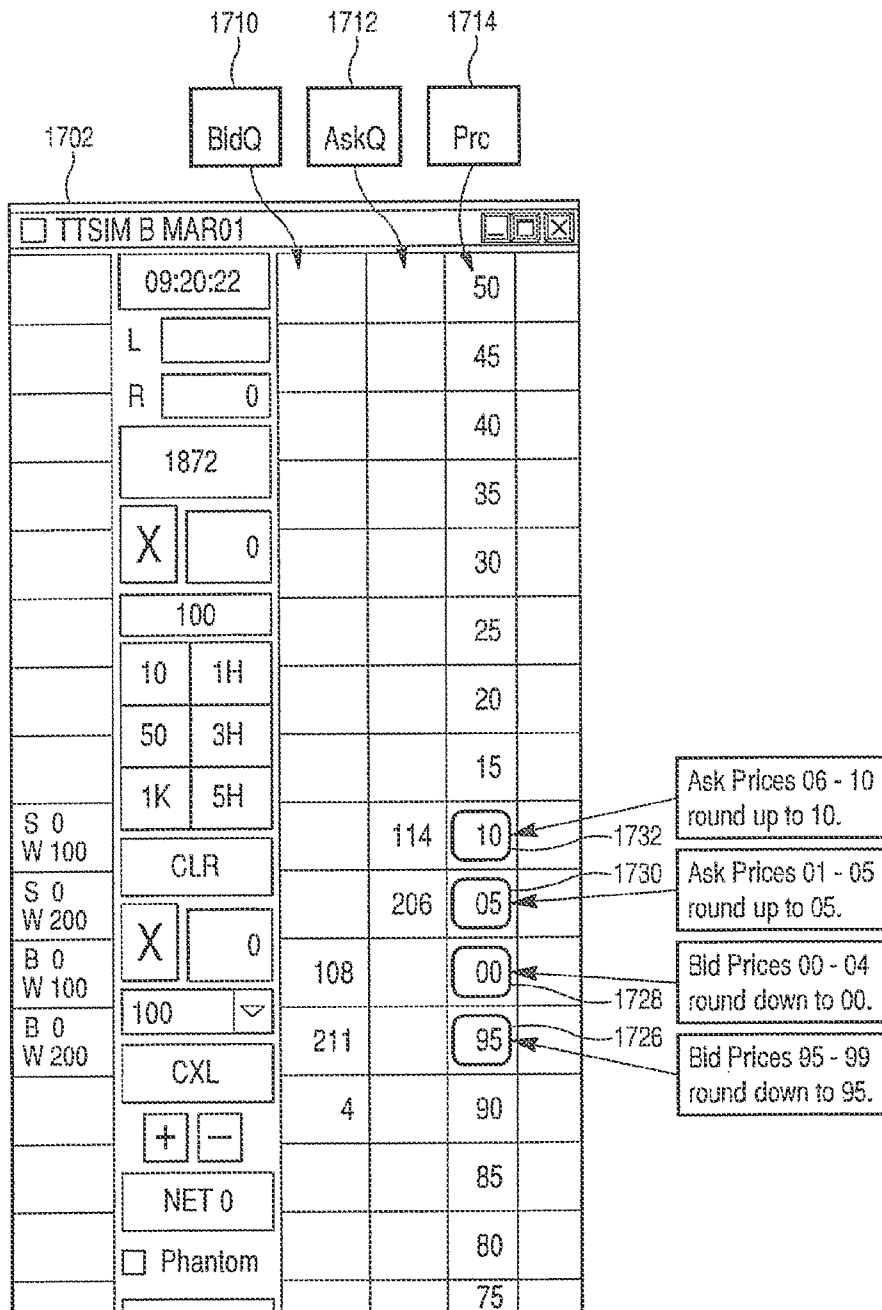 1710 1712 1714
BidQ AskQ Prc
1702
TTSIM B MAR01
09:20:22 50
L 45
R 0
40
1872
35
X 0 30
100 25
10 1H
20
50 3H
15
1K 5H
Ask Prices 06 - 10
round up to 10.
S 0
W 100
114 10
1732
CLR
1730
Ask Prices 01 - 05
round up to 05.
S 0
W 200
206 05
X 0
Bid Prices 00 - 04
round down to 00.
B 0
W 100
108 00
1728
100
1726
B 0
W 200
211 95
Bid Prices 95 - 99
round down to 95.
CXL
4 90
+ −
85
NET 0
80
Phantom
75